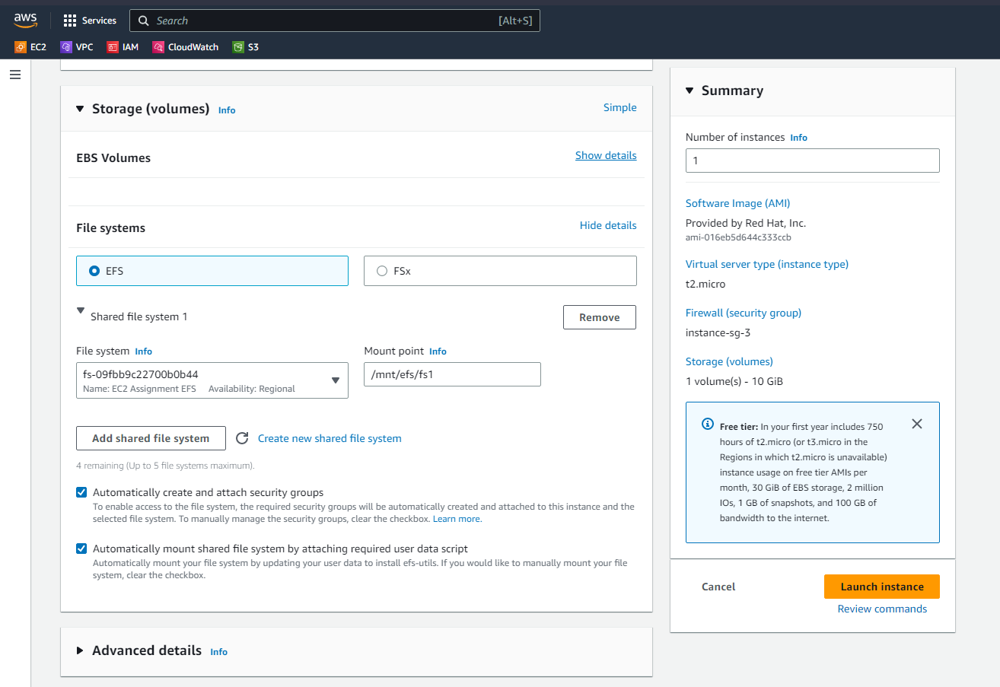 aws
Services
Search
[Alt+S]
EC2
VPC
IAM
CloudWatch
S3
Storage (volumes) Info
Simple
EBS Volumes
Show details
File systems
Hide details
EFS
FSx
Shared file system 1
Remove
File system Info
Mount point Info
fs-09fbb9c22700b0b44
Name: EC2 Assignment EFS Availability: Regional
/mnt/efs/fs1
Add shared file system
Create new shared file system
4 remaining (Up to 5 file systems maximum).
Automatically create and attach security groups
To enable access to the file system, the required security groups will be automatically created and attached to this instance and the
selected file system. To manually manage the security groups, clear the checkbox. Learn more.
Automatically mount shared file system by attaching required user data script
Automatically mount your file system by updating your user data to install efs-utils. If you would like to manually mount your file
system, clear the checkbox.
Advanced details Info
Summary
Number of instances Info
1
Software Image (AMI)
Provided by Red Hat, Inc.
ami-016eb5d644c333ccb
Virtual server type (instance type)
t2.micro
Firewall (security group)
instance-sg-3
Storage (volumes)
1 volume(s) - 10 GiB
Free tier: In your first year includes 750
hours of t2.micro (or t3.micro in the
Regions in which t2.micro is unavailable)
instance usage on free tier AMIs per
month, 30 GiB of EBS storage, 2 million
IOs, 1 GB of snapshots, and 100 GB of
bandwidth to the internet.
Cancel
Launch instance
Review commands